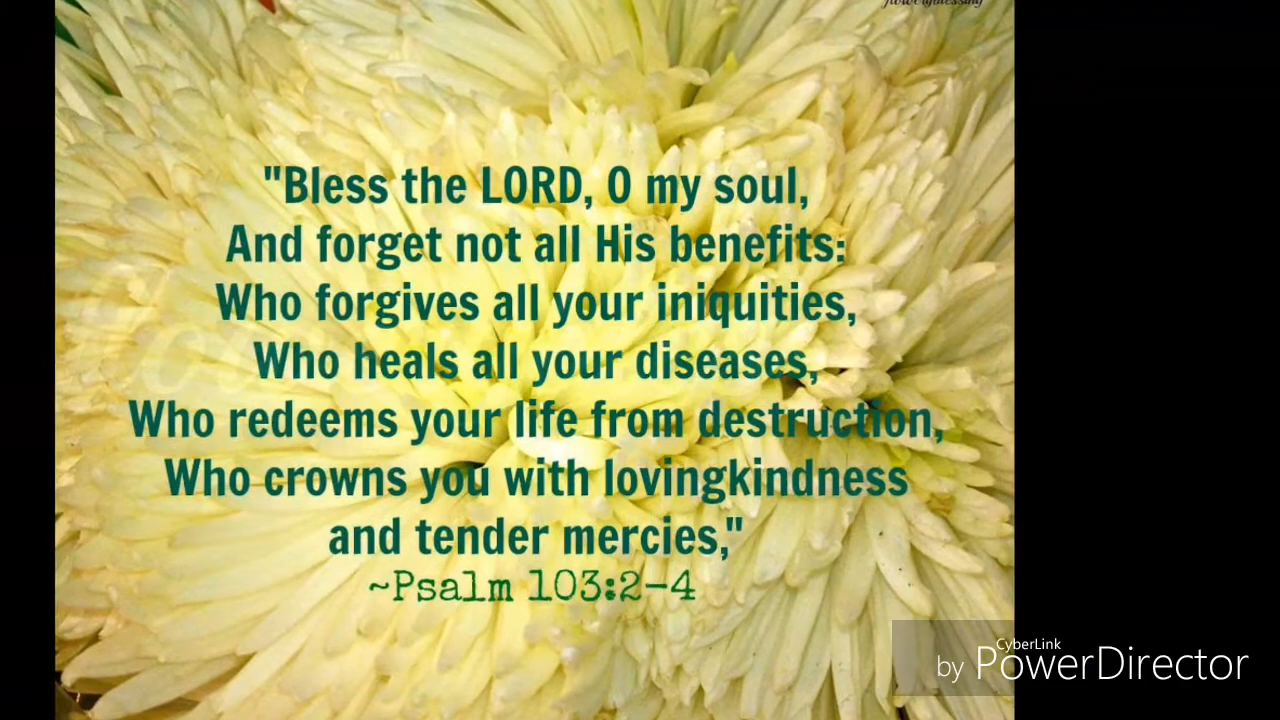 "Bless the LORD, O my soul,
And forget not all His benefits:
Who forgives all your iniquities,
Who heals all your diseases,
Who redeems your life from destruction,
Who crowns you with lovingkindness
and tender mercies,"
~Psalm 103:2-4
CyberLink
by PowerDirector